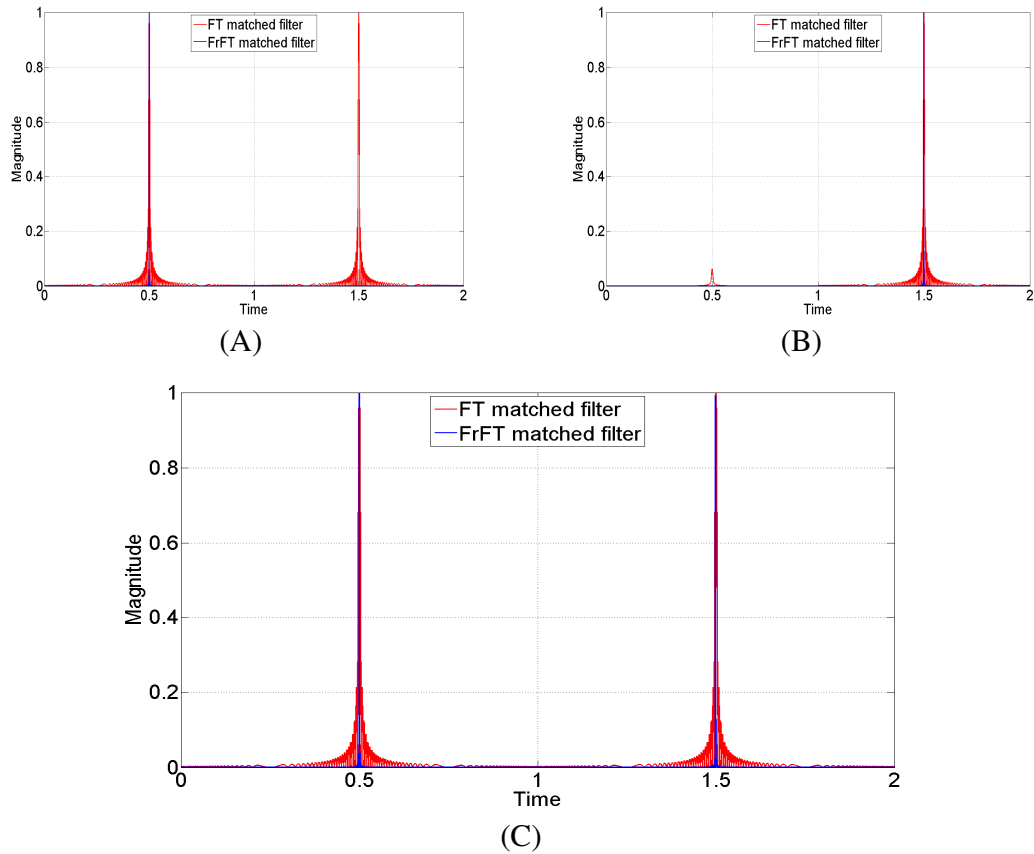 FT matched filter
FrFT matched filter
Magnitude
1
0.8
0.6
0.4
0.2
0
0 0.5 1 1.5 2
Time
(A)
FT matched filter
FrFT matched filter
Magnitude
1
0.8
0.6
0.4
0.2
0
0 0.5 1 1.5 2
Time
(B)
FT matched filter
FrFT matched filter
Magnitude
1
0.8
0.6
0.4
0.2
0
0 0.5 1 1.5 2
Time
(C)